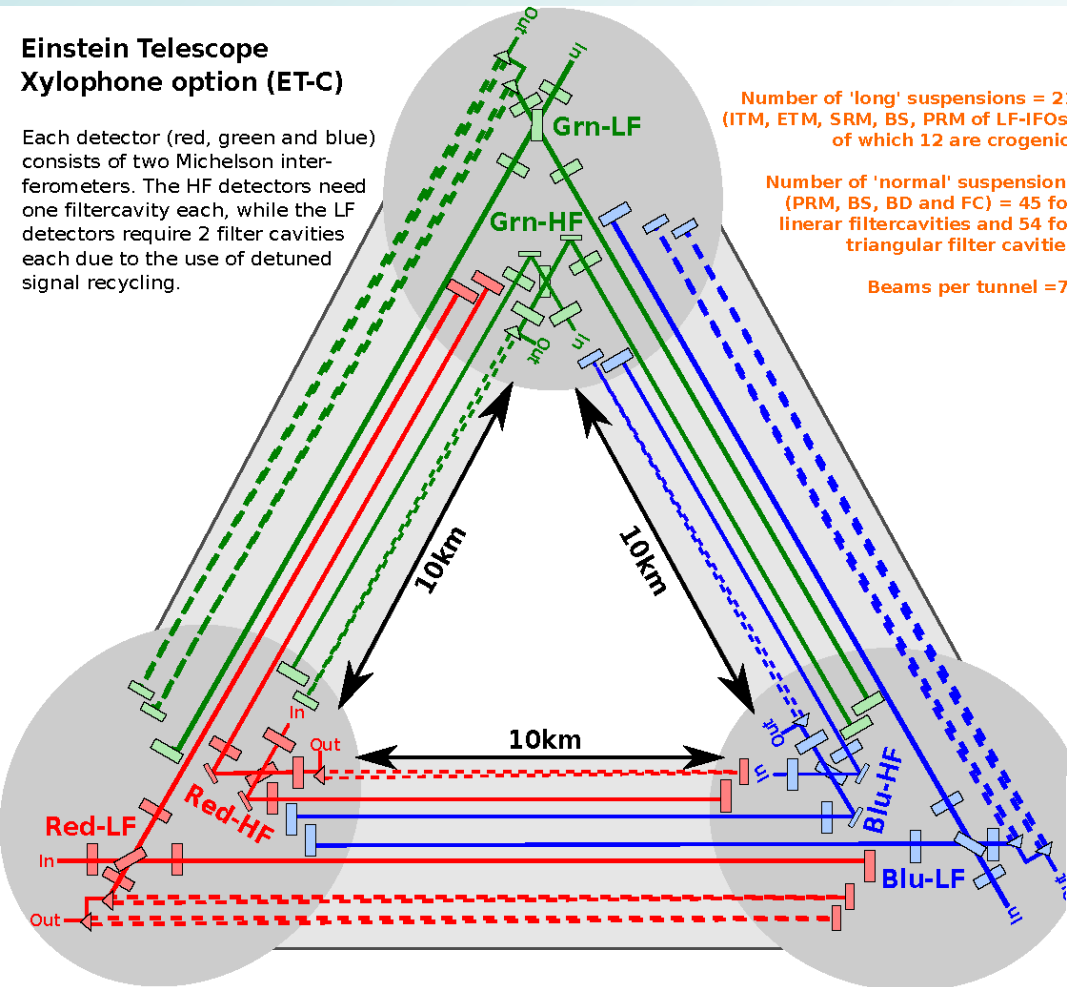 Einstein Telescope
Xylophone option (ET-C)
Each detector (red, green and blue)
consists of two Michelson inter-
ferometers. The HF detectors need
one filtercavity each, while the LF
detectors require 2 filter cavities
each due to the use of detuned
signal recycling.
Number of 'long' suspensions = 2
(ITM, ETM, SRM, BS, PRM of LF-IFOs
of which 12 are crogenic
Number of 'normal' suspension
(PRM, BS, BD and FC) = 45 fo
linerar filtercavities and 54 fo
triangular filter cavitie
Beams per tunnel =7
Out
In
Grn-LF
Grn-HF
In
Out
10km
10km
10km
In
Out
Red-HF
Red-LF
In
Out
Out
In
Blu-HF
Blu-LF
Out
In